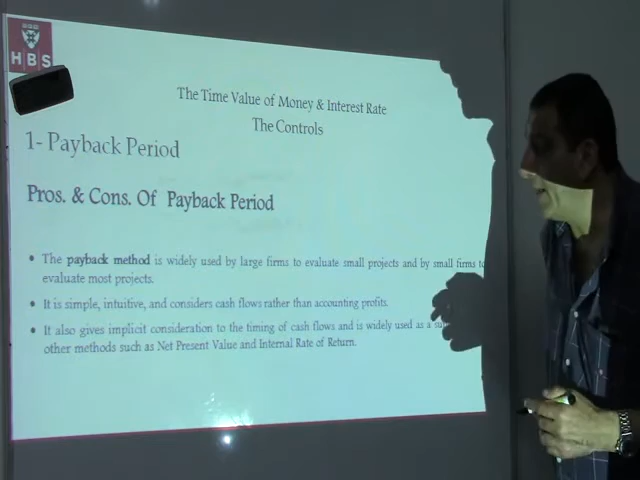 HBS
The Time Value of Money & Interest Rate
The Controls
1- Payback Period
Pros. & Cons. Of Payback Period
• The payback method is widely used by large firms to evaluate small projects and by small firms to
evaluate most projects.
• It is simple, intuitive, and considers cash flows rather than accounting profits.
• It also gives implicit consideration to the timing of cash flows and is widely used as a
other methods such as Net Present Value and Internal Rate of Return.